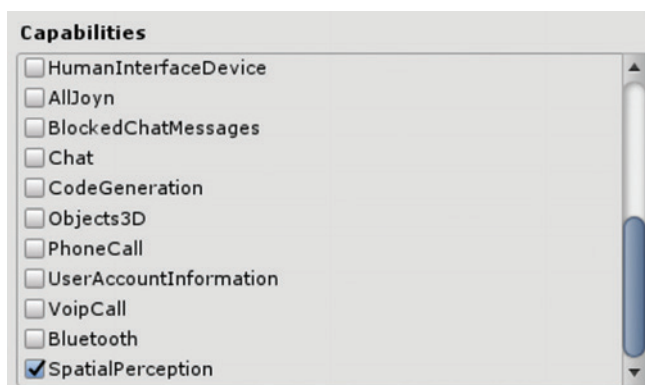 Capabilities
HumanInterfaceDevice
AllJoyn
BlockedChatMessages
Chat
CodeGeneration
Objects3D
PhoneCall
UserAccountInformation
VoipCall
Bluetooth
SpatialPerception